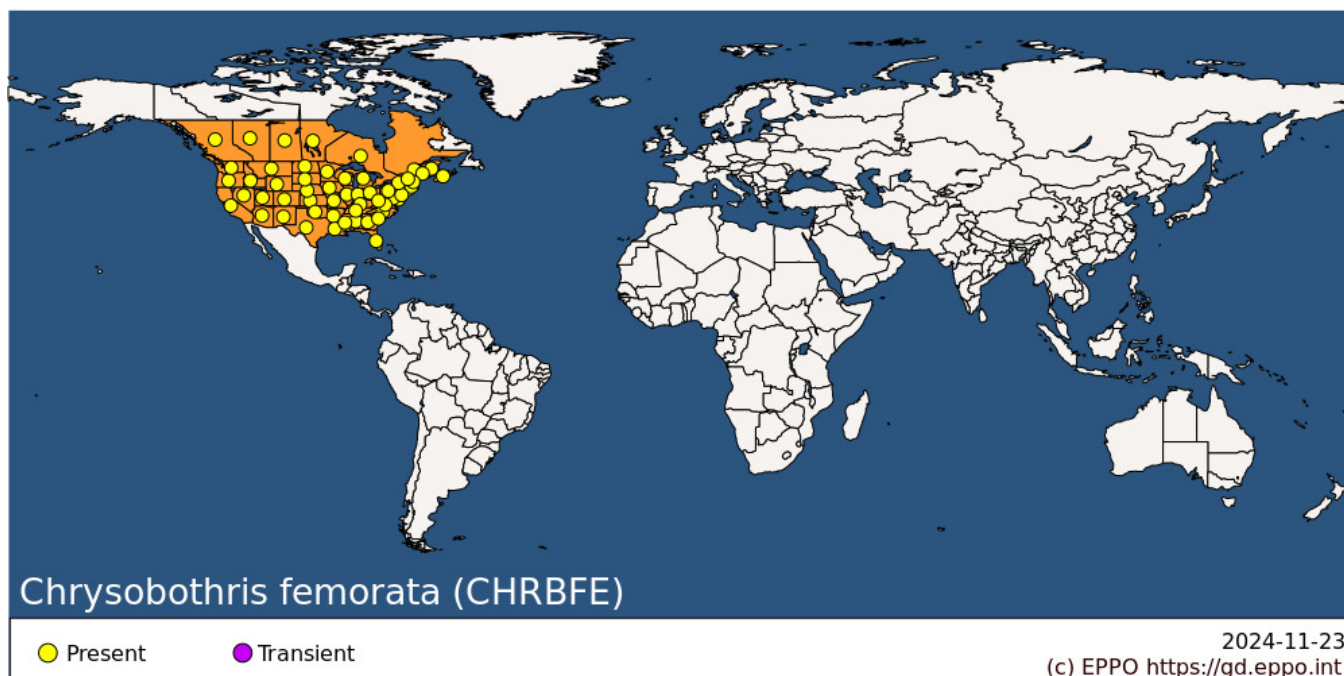 Chrysobothris femorata (CHRBFE)
Present
Transient
2024-11-23
(c) EPPO https://gd.eppo.int